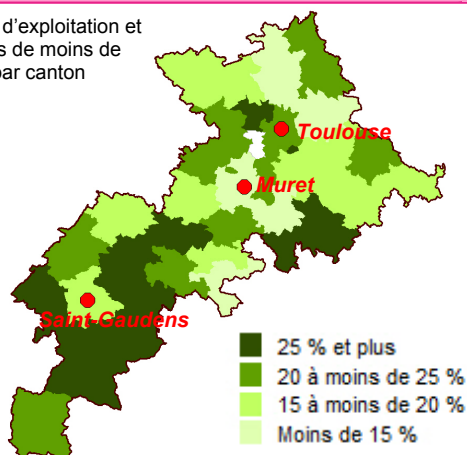 d'exploitation et
s de moins de
par canton
Toulouse
Muret
Saint-Gaudens
25 % et plus
20 à moins de 25 %
15 à moins de 20 %
Moins de 15 %